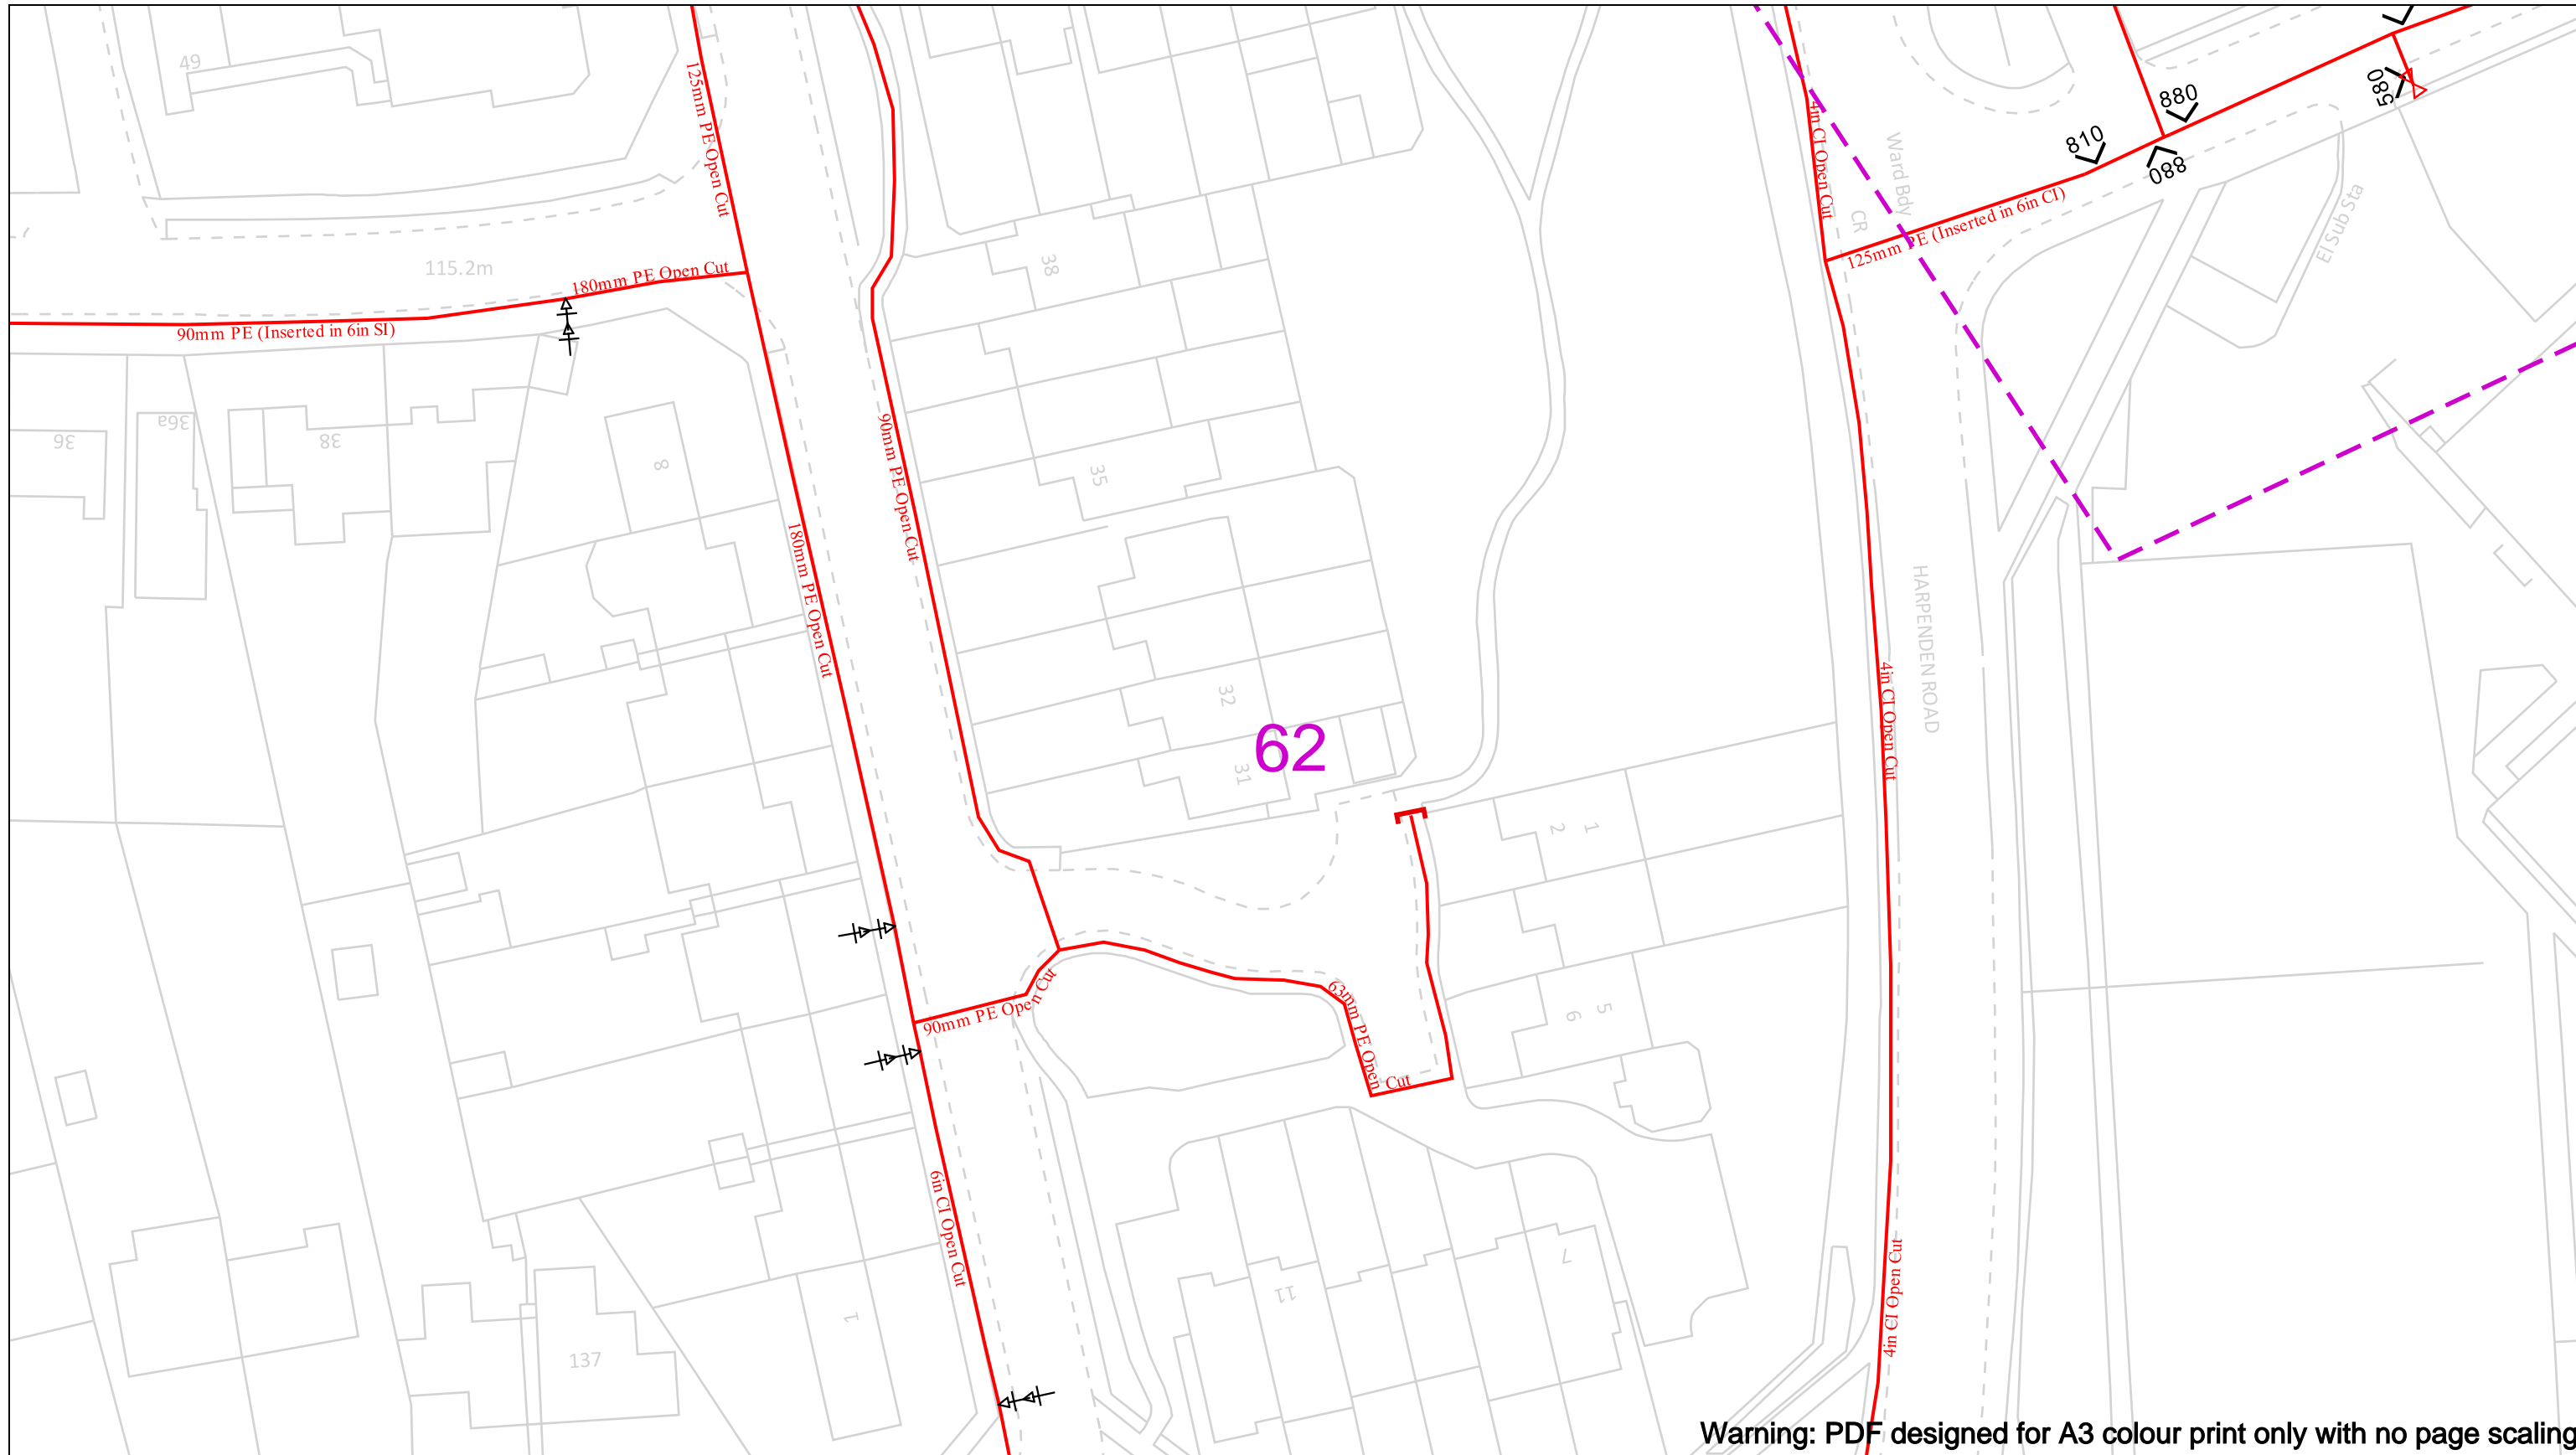 49
125mm PE Open Cut
4in CI Open Cut
Ward Bdy
CR
880
810
088
085
125mm PE (Inserted in 6in CI)
El Sub Sta
115.2m
180mm PE Open Cut
90mm PE (Inserted in 6in SI)
38
36
36a
38
8
35
90mm PE Open Cut
180mm PE Open Cut
HARPENDEN ROAD
32
62
31
4in CI Open Cut
2
1
90mm PE Open Cut
63mm PE Open Cut
6
5
6in CI Open Cut
11
7
4in CI Open Cut
1
137
Warning: PDF designed for A3 colour print only with no page scaling